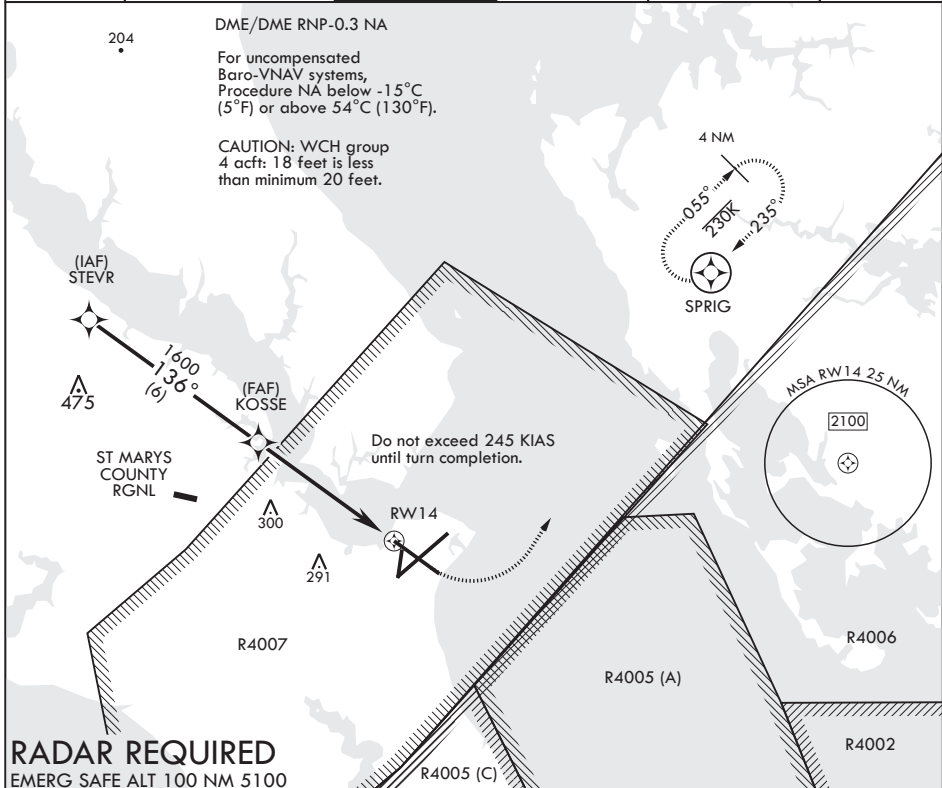 DME/DME RNP-0.3 NA
204
For uncompensated
Baro-VNAV systems,
Procedure NA below -15°C
(5°F) or above 54°C (130°F).
CAUTION: WCH group
4 acft: 18 feet is less
than minimum 20 feet.
4 NM
055°
230K
235°
SPRIG
(IAF)
STEVR
1600
136°
(6)
475
(FAF)
KOSSE
MSA RW14 25 NM
2100
Do not exceed 245 KIAS
until turn completion.
ST MARYS
COUNTY
RGNL
300
RW14
291
R4007
R4006
R4005 (A)
R4002
R4005 (C)
RADAR REQUIRED
EMERG SAFE ALT 100 NM 5100